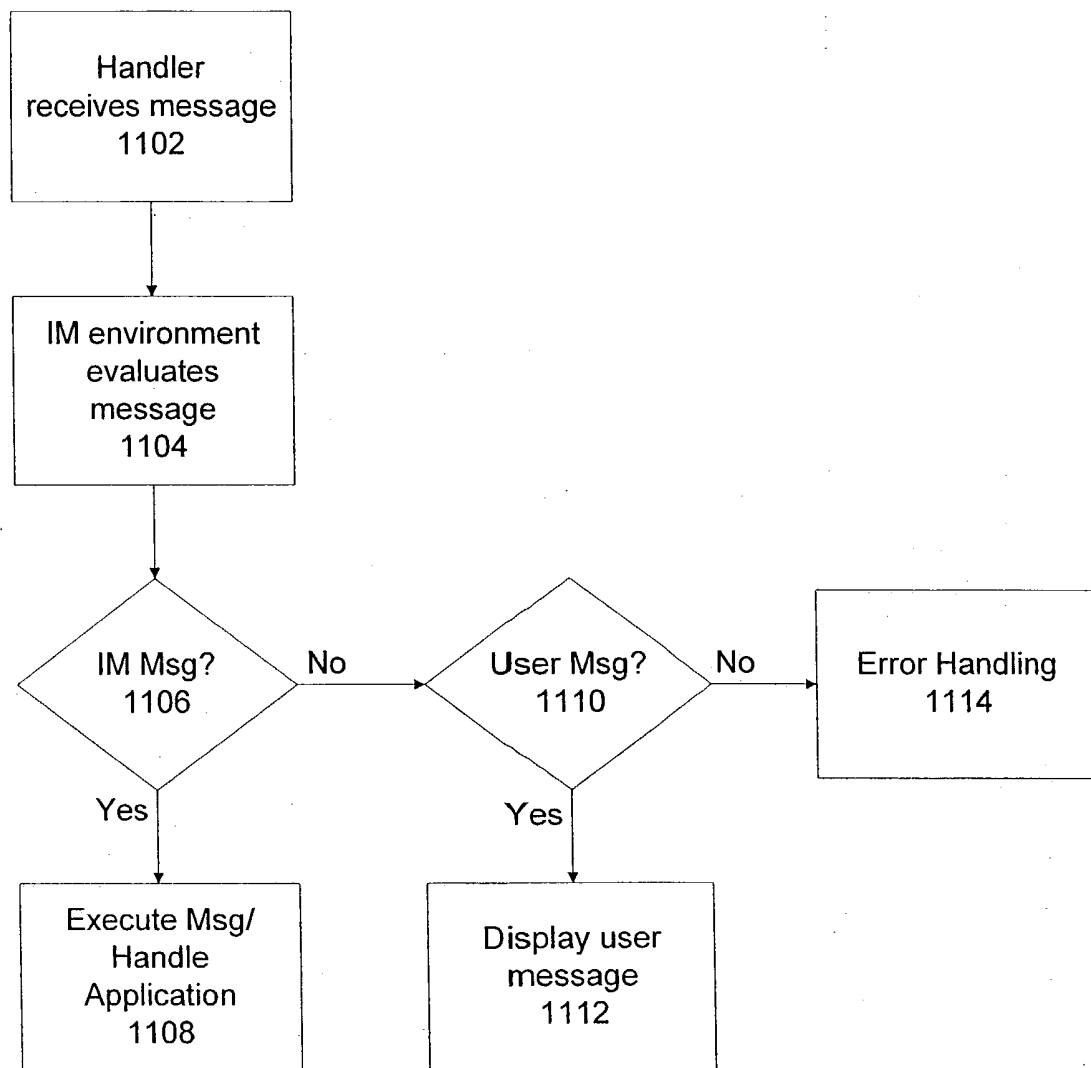 Handler
receives message
1102
IM environment
evaluates
message
1104
IM Msg?
1106
No
User Msg?
1110
No
Error Handling
1114
Yes
Yes
Execute Msg/
Handle
Application
1108
Display user
message
1112